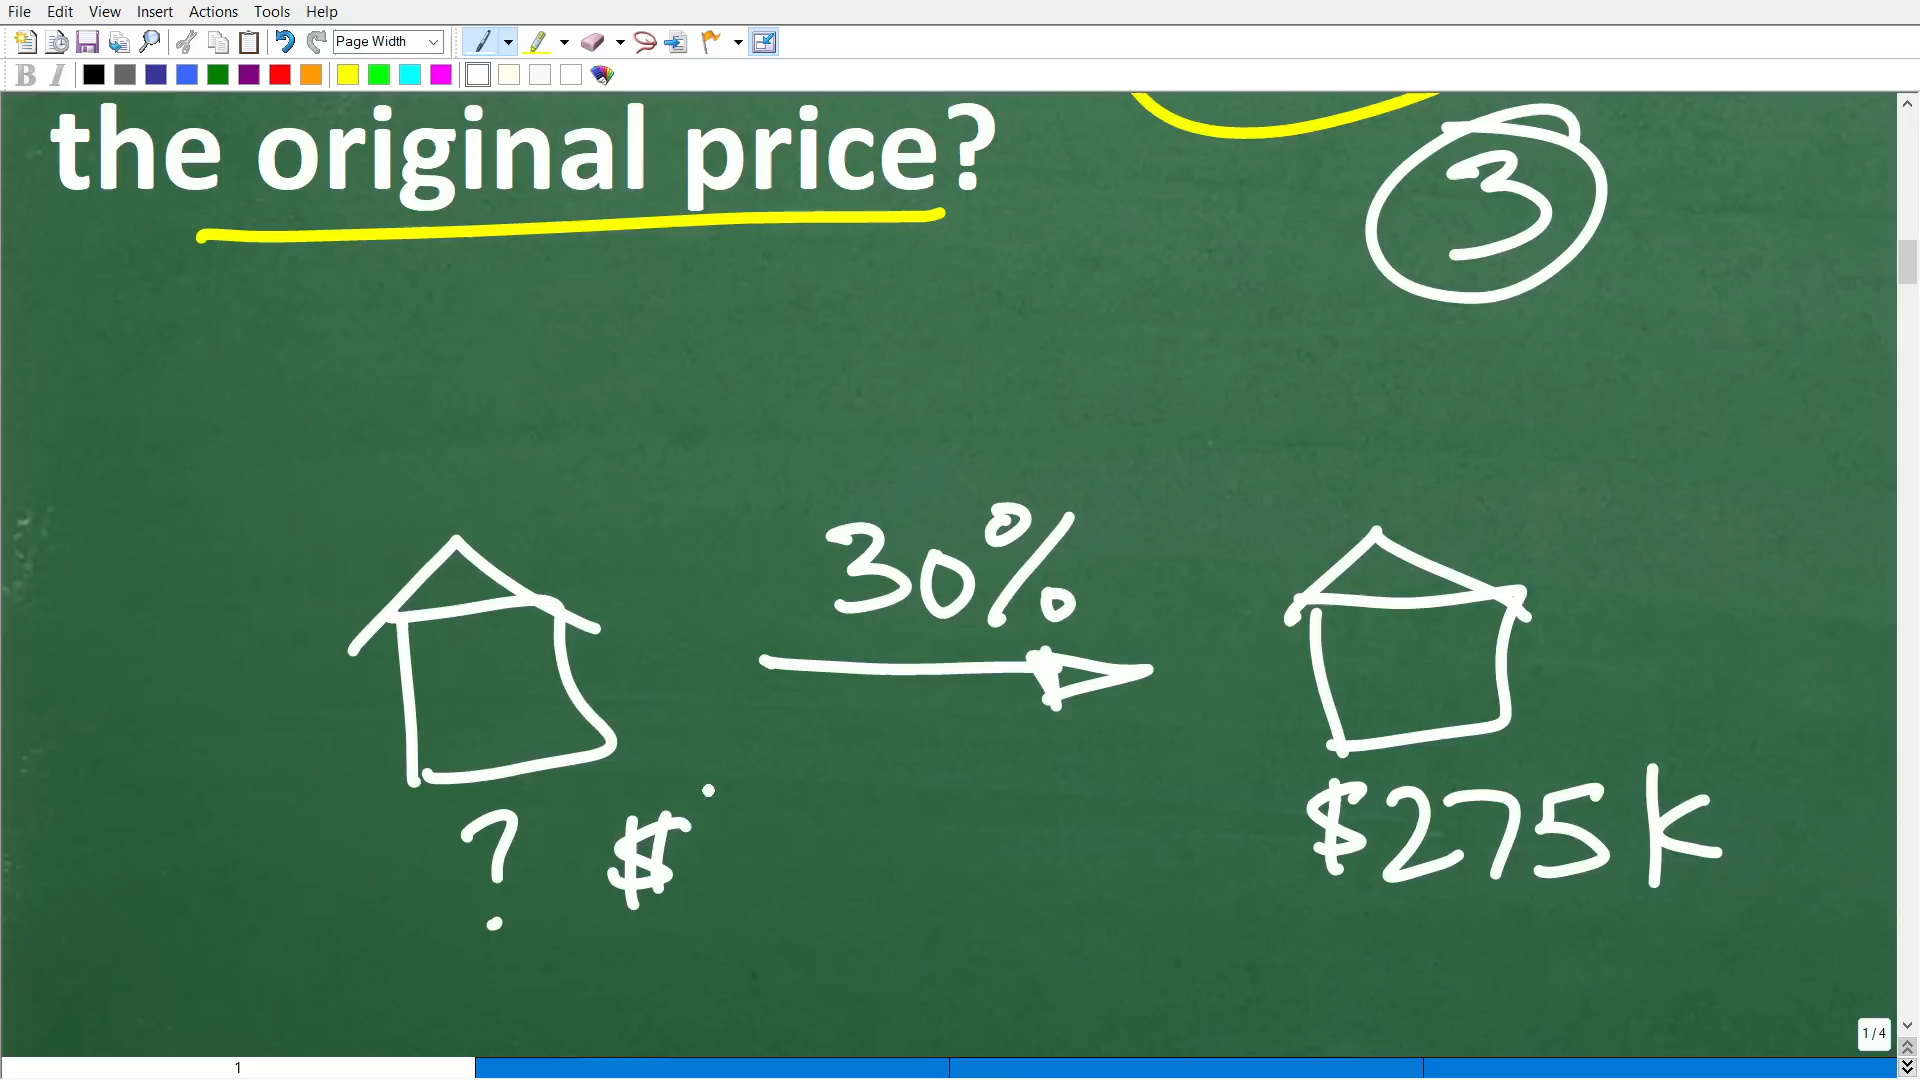 File Edit View Insert Actions Tools Help
Page Width
B I
the original price?
3
30%
? $
$275K
1 / 4
1